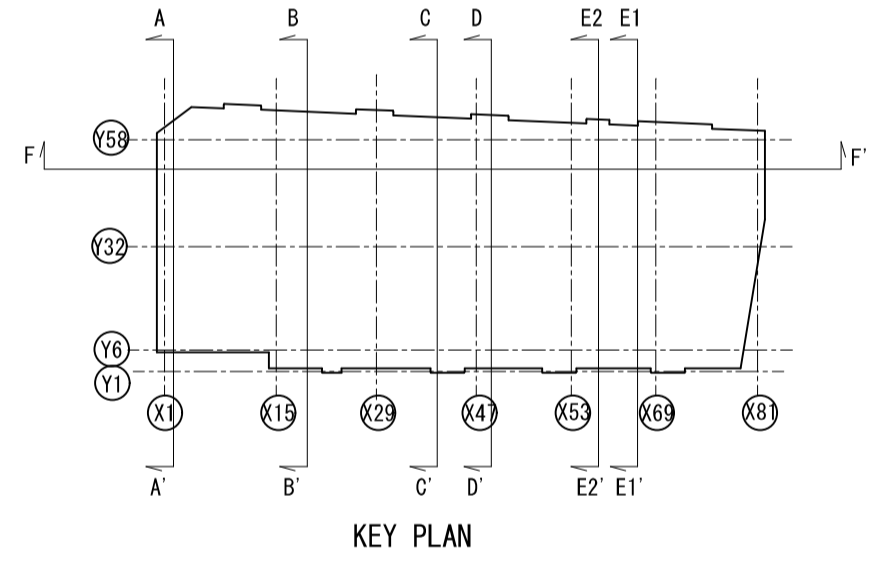 A B C D E2 E1
Y58
F F'
Y32
Y6
Y1
X1 X15 X29 X47 X53 X69 X81
A' B' C' D' E2' E1'
KEY PLAN